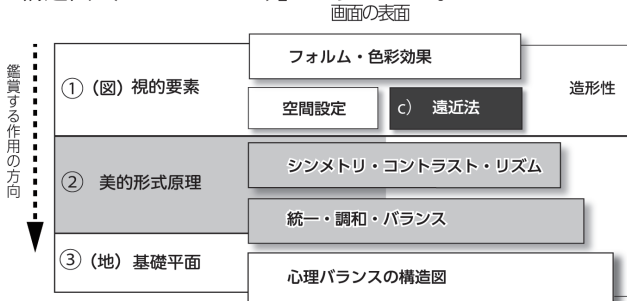 画面の表面
鑑賞する作用の方向
① (図) 視的要素
フォルム・色彩効果
造形性
空間設定
c) 遠近法
② 美的形式原理
シンメトリ・コントラスト・リズム
統一・調和・バランス
③ (地) 基礎平面
心理バランスの構造図